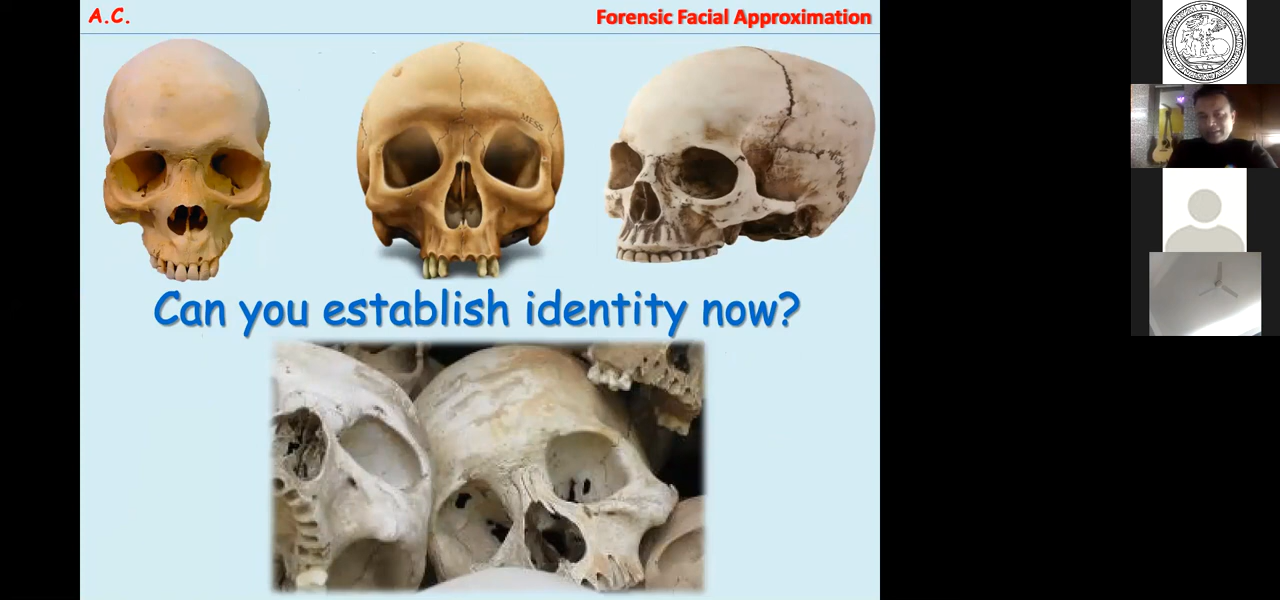 A.C.
Forensic Facial Approximation
Can you establish identity now?